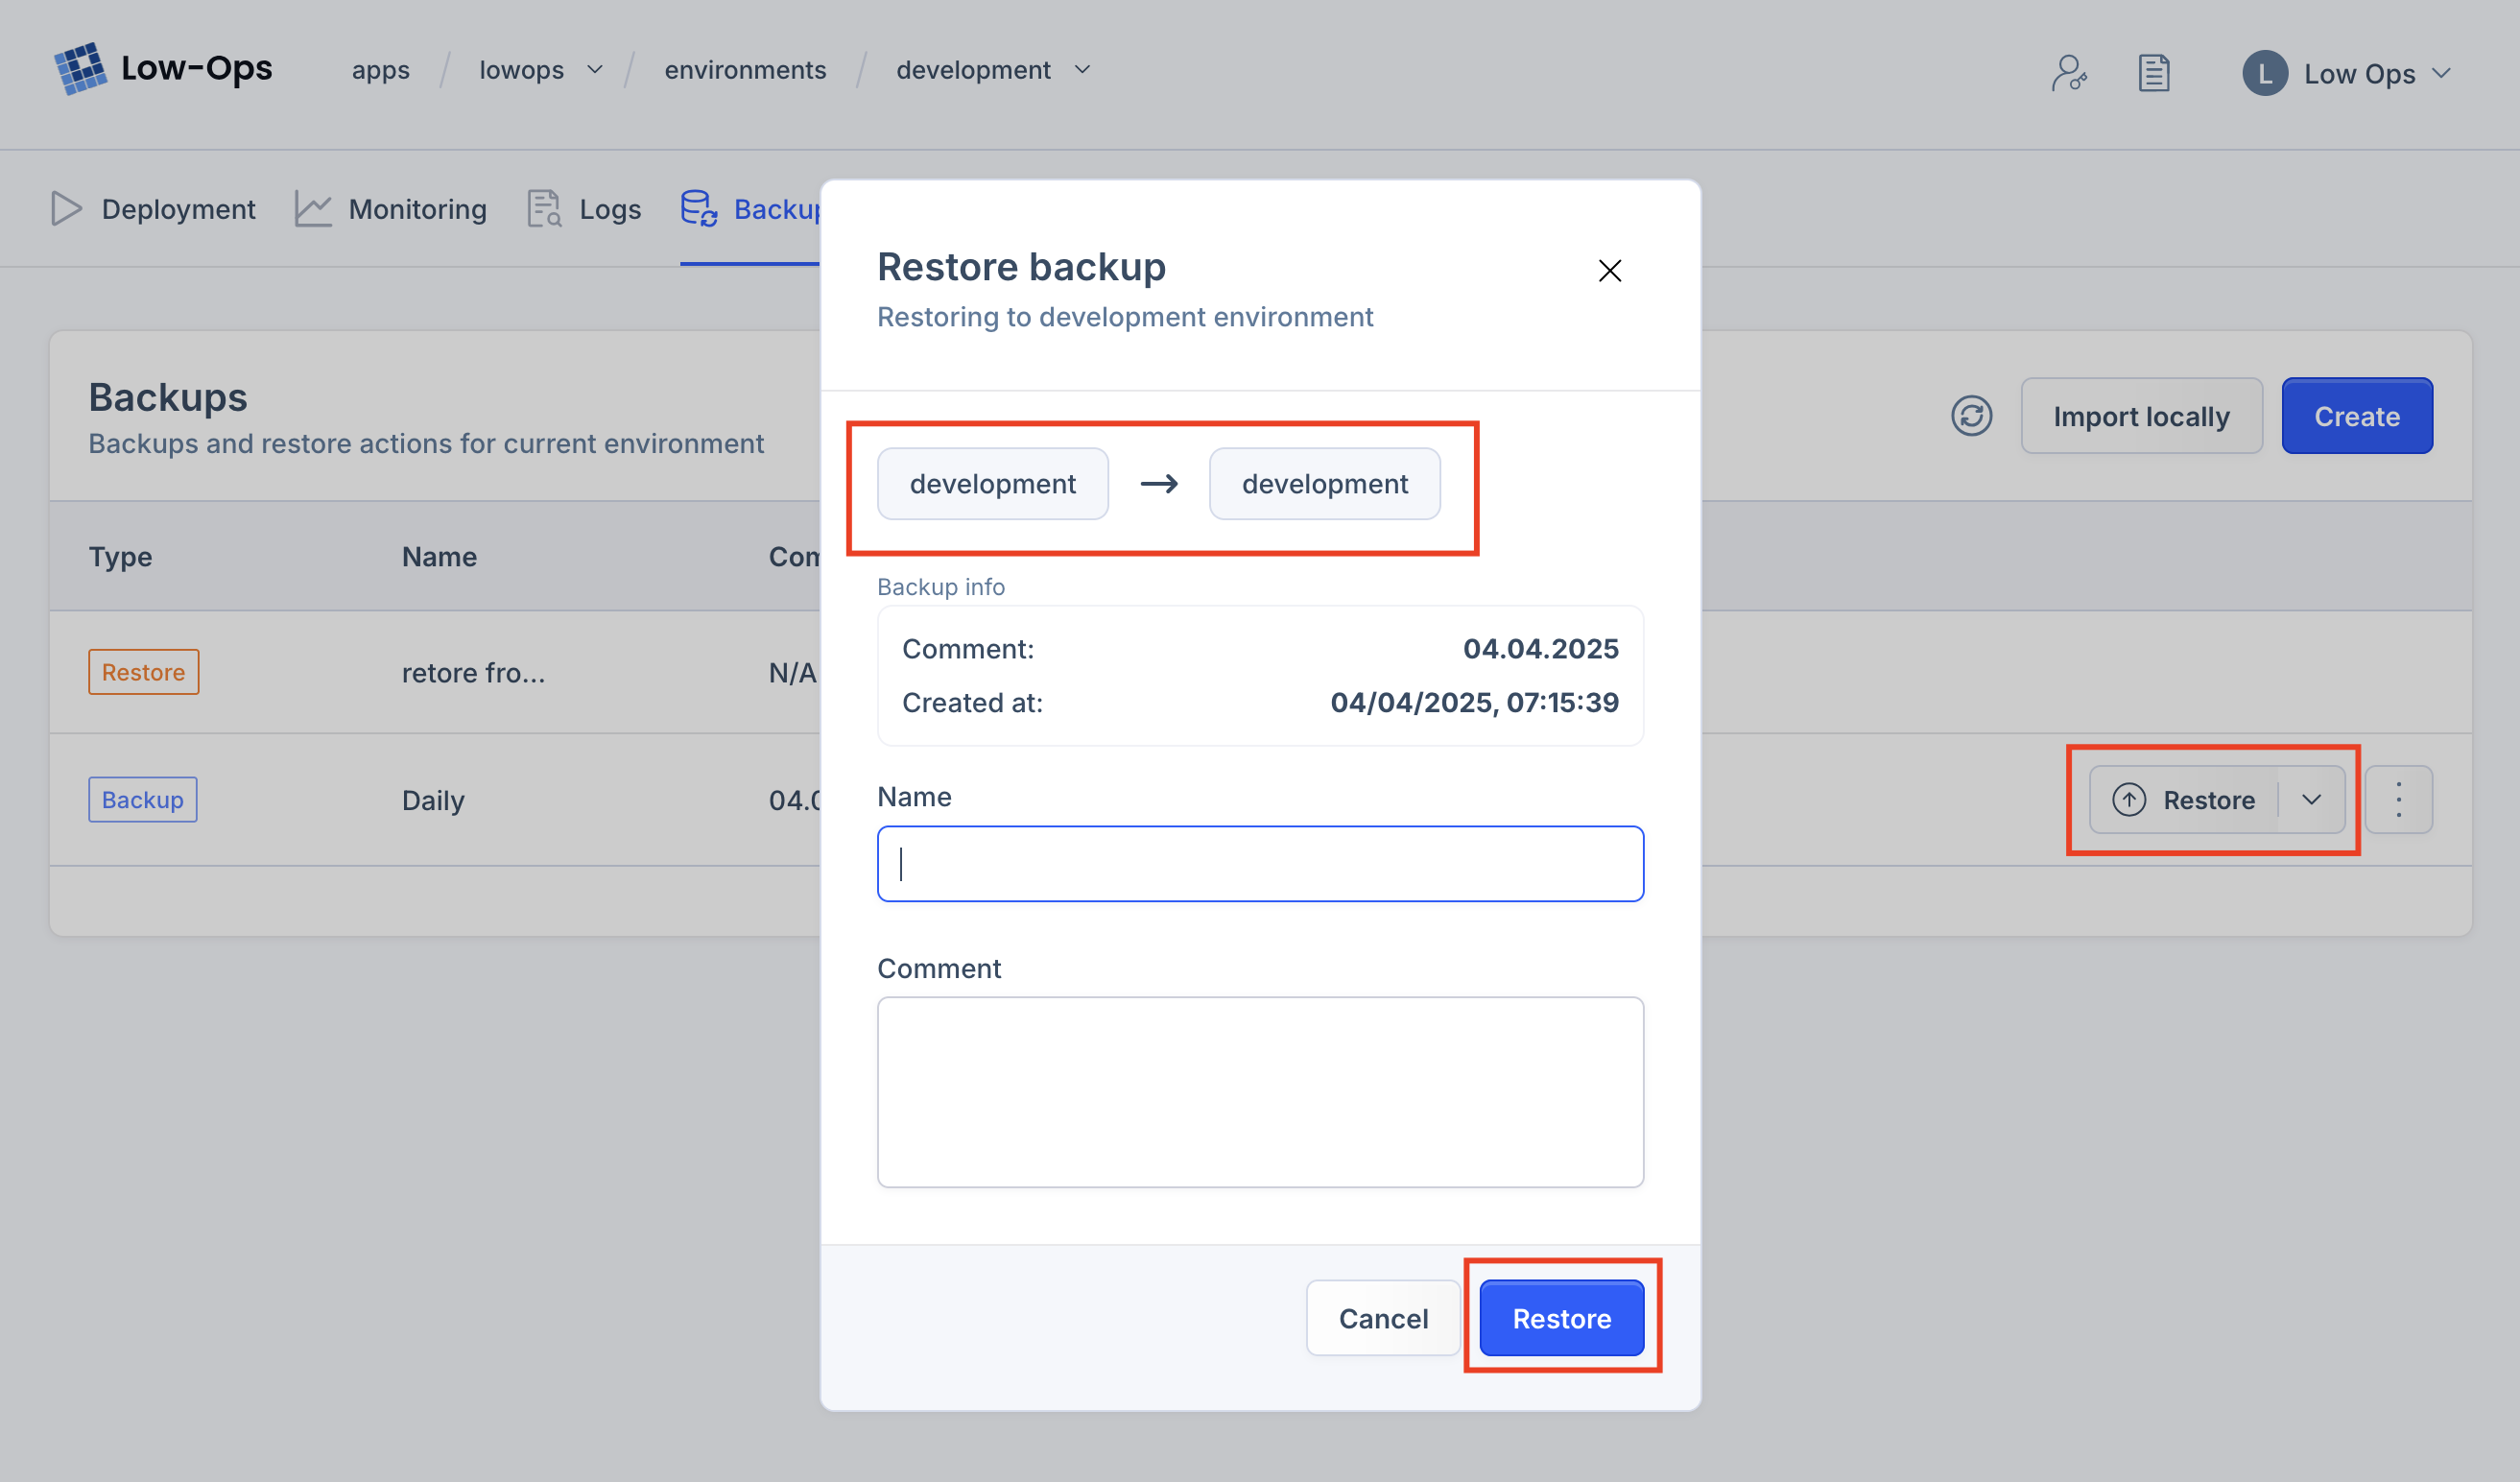 Low-Ops apps / lowops / environments / development L Low Ops
Deployment Monitoring Logs Backup
Restore backup
Restoring to development environment
Backups
Backups and restore actions for current environment
Import locally Create
development → development
Type Name
Backup info
Comment: 04.04.2025
Created at: 04/04/2025, 07:15:39
Restore retore fro... N/A
Name
Backup Daily Restore
Comment
Cancel Restore